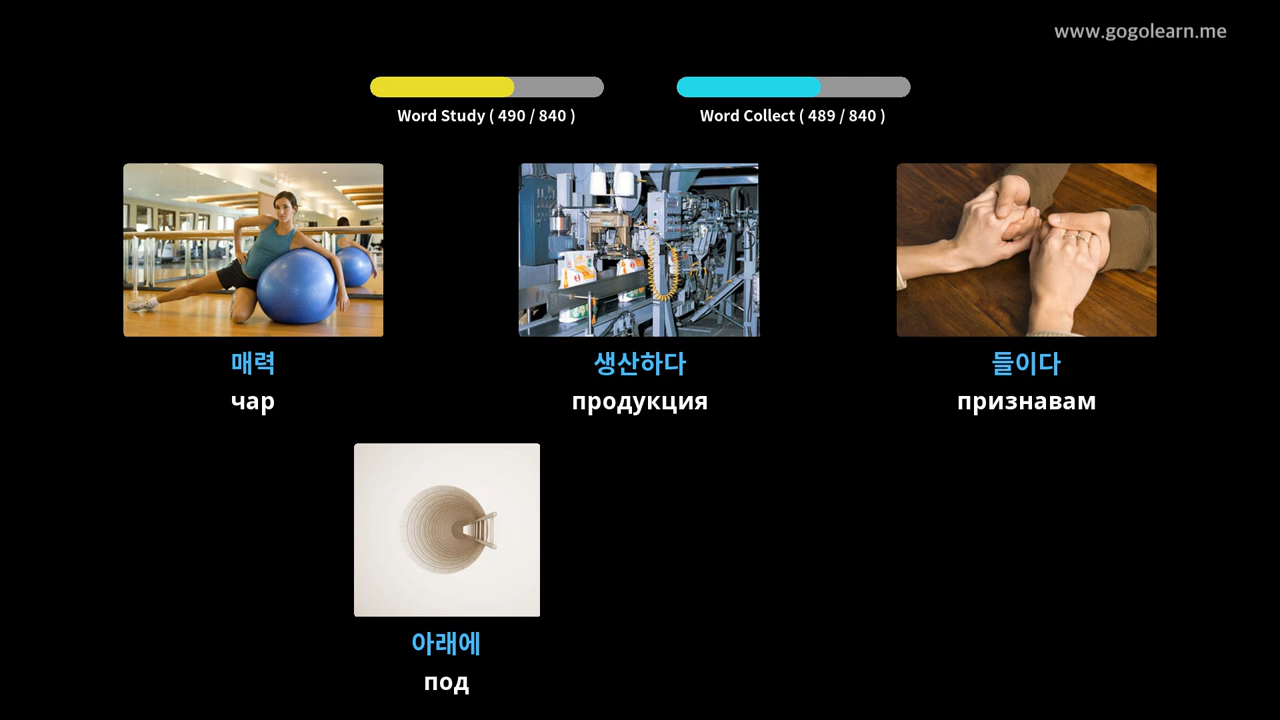 www.gogolearn.me
Word Study ( 490 / 840 )
Word Collect ( 489 / 840 )
매력
чар
생산하다
продукция
들이다
признавам
아래에
под